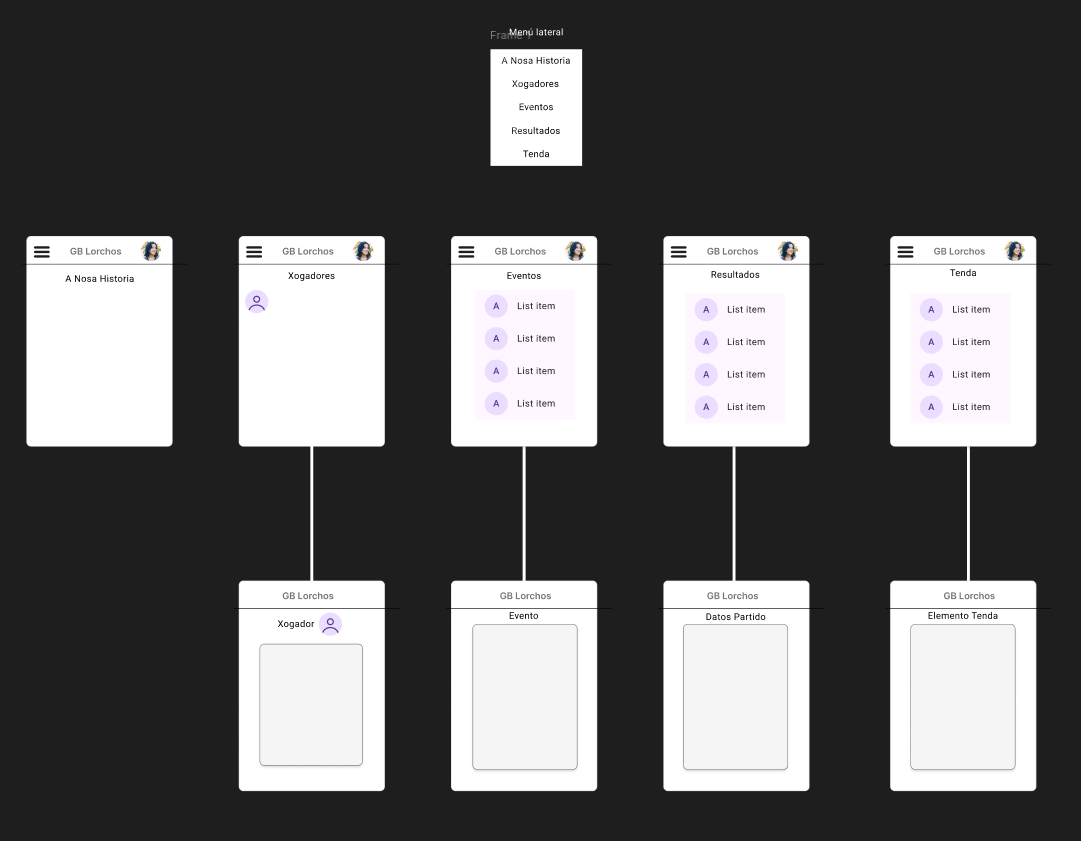 Menú lateral
Frame 1
A Nosa Historia
Xogadores
Eventos
Resultados
Tenda
GB Lorchos
A Nosa Historia
GB Lorchos
Xogadores
GB Lorchos
Eventos
A List item
A List item
A List item
A List item
GB Lorchos
Resultados
A List item
A List item
A List item
A List item
GB Lorchos
Tenda
A List item
A List item
A List item
A List item
GB Lorchos
Xogador
GB Lorchos
Evento
GB Lorchos
Datos Partido
GB Lorchos
Elemento Tenda